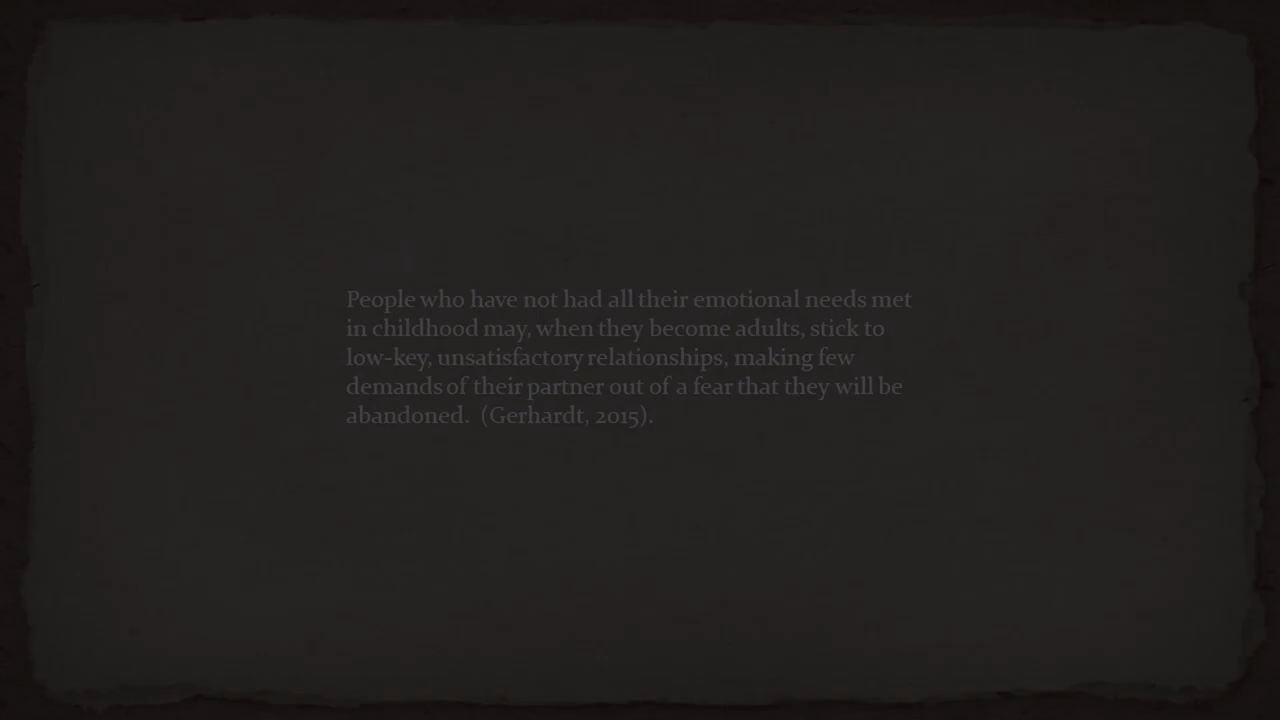 People who have not had all their emotional needs met
in childhood may, when they become adults, stick to
low-key, unsatisfactory relationships, making few
demands of their partner out of a fear that they will be
abandoned.  (Gerhardt, 2015).